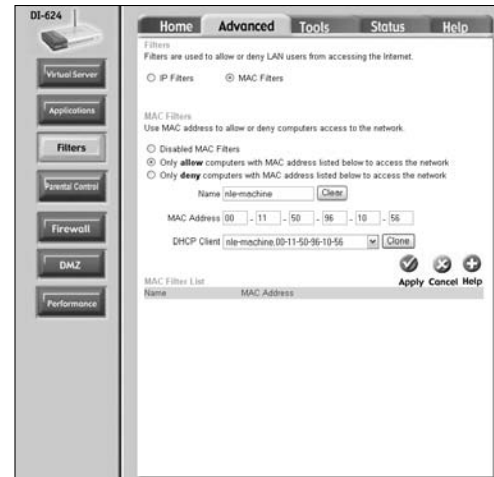 DI-624
Home Advanced Tools Status Help
Virtual Server
Applications
Filters
Parental Control
Firewall
DMZ
Performance
Filters
Filters are used to allow or deny LAN users from accessing the Internet.
IP Filters MAC Filters
MAC Filters
Use MAC address to allow or deny computers access to the network.
Disabled MAC Filters
Only allow computers with MAC address listed below to access the network
Only deny computers with MAC address listed below to access the network
Name nle-machine Clear
MAC Address 00 - 11 - 50 - 96 - 10 - 56
DHCP Client nle-machine,00-11-50-96-10-56 Clone
Apply Cancel Help
MAC Filter List
Name MAC Address